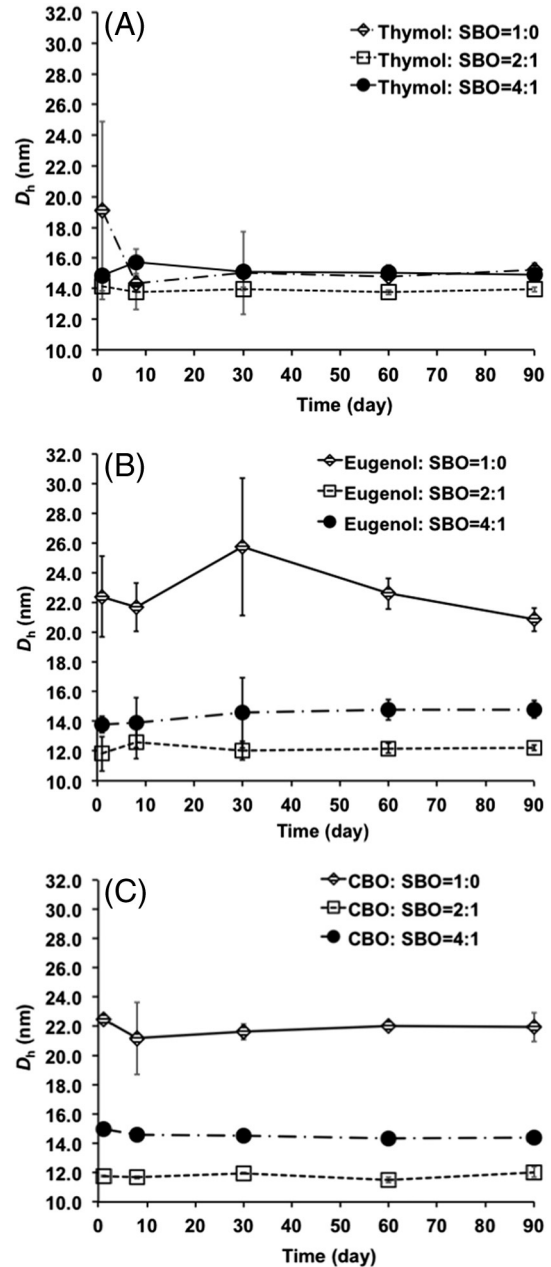 (A)
Thymol: SBO=1:0
Thymol: SBO=2:1
Thymol: SBO=4:1
32.0
30.0
28.0
26.0
24.0
22.0
20.0
18.0
16.0
14.0
12.0
10.0
Dh (nm)
0 10 20 30 40 50 60 70 80 90
Time (day)
(B)
Eugenol: SBO=1:0
Eugenol: SBO=2:1
Eugenol: SBO=4:1
32.0
30.0
28.0
26.0
24.0
22.0
20.0
18.0
16.0
14.0
12.0
10.0
Dh (nm)
0 10 20 30 40 50 60 70 80 90
Time (day)
(C)
CBO: SBO=1:0
CBO: SBO=2:1
CBO: SBO=4:1
32.0
30.0
28.0
26.0
24.0
22.0
20.0
18.0
16.0
14.0
12.0
10.0
Dh (nm)
0 10 20 30 40 50 60 70 80 90
Time (day)